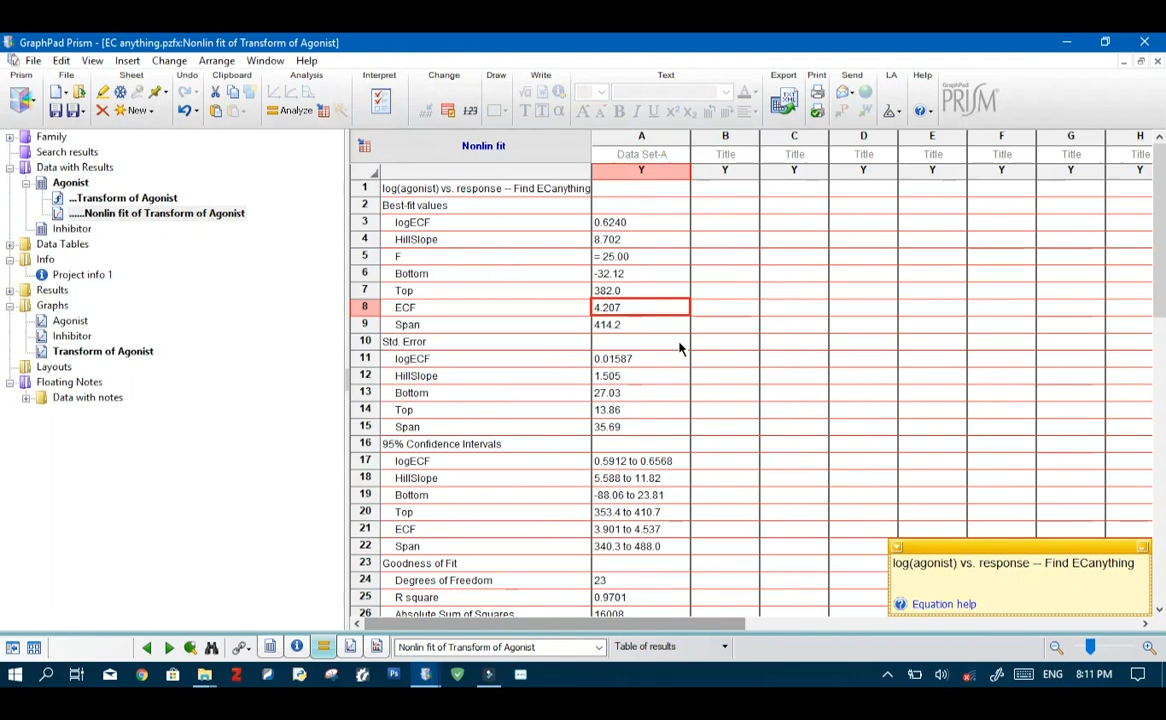 GraphPad Prism - [EC anything.pzfx:Nonlin fit of Transform of Agonist]
File Edit View Insert Change Arrange Window Help
Prism File Sheet Undo Clipboard Analysis Interpret Change Draw Write Text Export Print Send LA Help
New
Analyze
GraphPad
PRISM
Family
Search results
Data with Results
Agonist
...Transform of Agonist
......Nonlin fit of Transform of Agonist
Inhibitor
Data Tables
Info
Project info 1
Results
Graphs
Agonist
Inhibitor
Transform of Agonist
Layouts
Floating Notes
Data with notes
Nonlin fit A B C D E F G H
Data Set-A Title Title Title Title Title Title Title
Y Y Y Y Y Y Y Y
1 log(agonist) vs. response -- Find ECanything
2 Best-fit values
3 logECF 0.6240
4 HillSlope 8.702
5 F = 25.00
6 Bottom -32.12
7 Top 382.0
8 ECF 4.207
9 Span 414.2
10 Std. Error
11 logECF 0.01587
12 HillSlope 1.505
13 Bottom 27.03
14 Top 13.86
15 Span 35.69
16 95% Confidence Intervals
17 logECF 0.5912 to 0.6568
18 HillSlope 5.588 to 11.82
19 Bottom -88.06 to 23.81
20 Top 353.4 to 410.7
21 ECF 3.901 to 4.537
22 Span 340.3 to 488.0
23 Goodness of Fit
24 Degrees of Freedom 23
25 R square 0.9701
26 Absolute Sum of Squares 16008
log(agonist) vs. response -- Find ECanything
Equation help
Nonlin fit of Transform of Agonist Table of results
ENG 8:11 PM